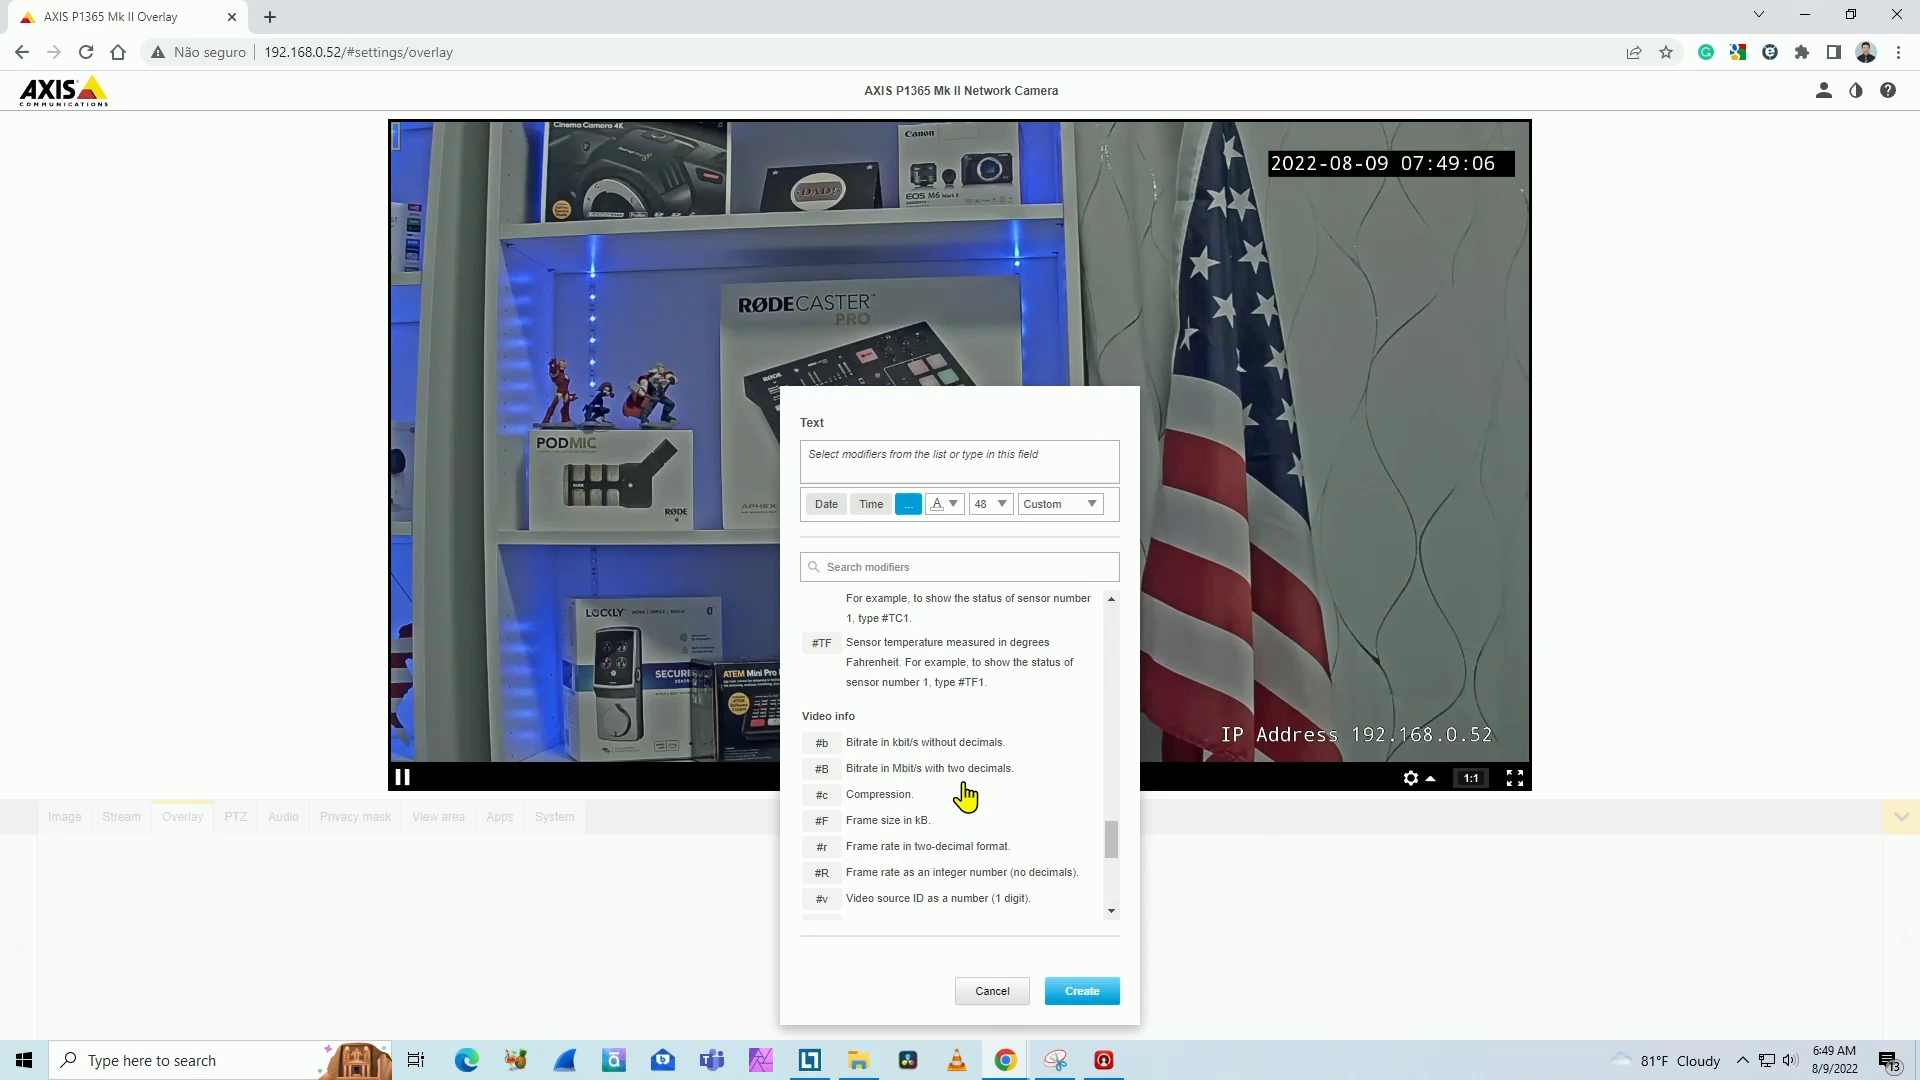 AXIS P1365 Mk II Overlay
Não seguro
192.168.0.52/#settings/overlay
AXIS
COMMUNICATIONS
AXIS P1365 Mk II Network Camera
Cinema Camera 4K
DAD!
Canon
EOS M6 Mark II
2022-08-09 07:49:06
RØDECASTER
PRO
RØDE
PODMIC
RØDE
APHEX
LOCKLY
SECURE
ATEM Mini Pro
IP Address 192.168.0.52
1:1
Text
Select modifiers from the list or type in this field
Date
Time
...
A
48
Custom
Search modifiers
For example, to show the status of sensor number
1, type #TC1.
#TF Sensor temperature measured in degrees
Fahrenheit. For example, to show the status of
sensor number 1, type #TF1.
Video info
#b Bitrate in kbit/s without decimals.
#B Bitrate in Mbit/s with two decimals.
#c Compression.
#F Frame size in kB.
#r Frame rate in two-decimal format.
#R Frame rate as an integer number (no decimals).
#v Video source ID as a number (1 digit).
Cancel
Create
Image
Stream
Overlay
PTZ
Audio
Privacy mask
View area
Apps
System
Type here to search
81°F Cloudy
6:49 AM
8/9/2022
13